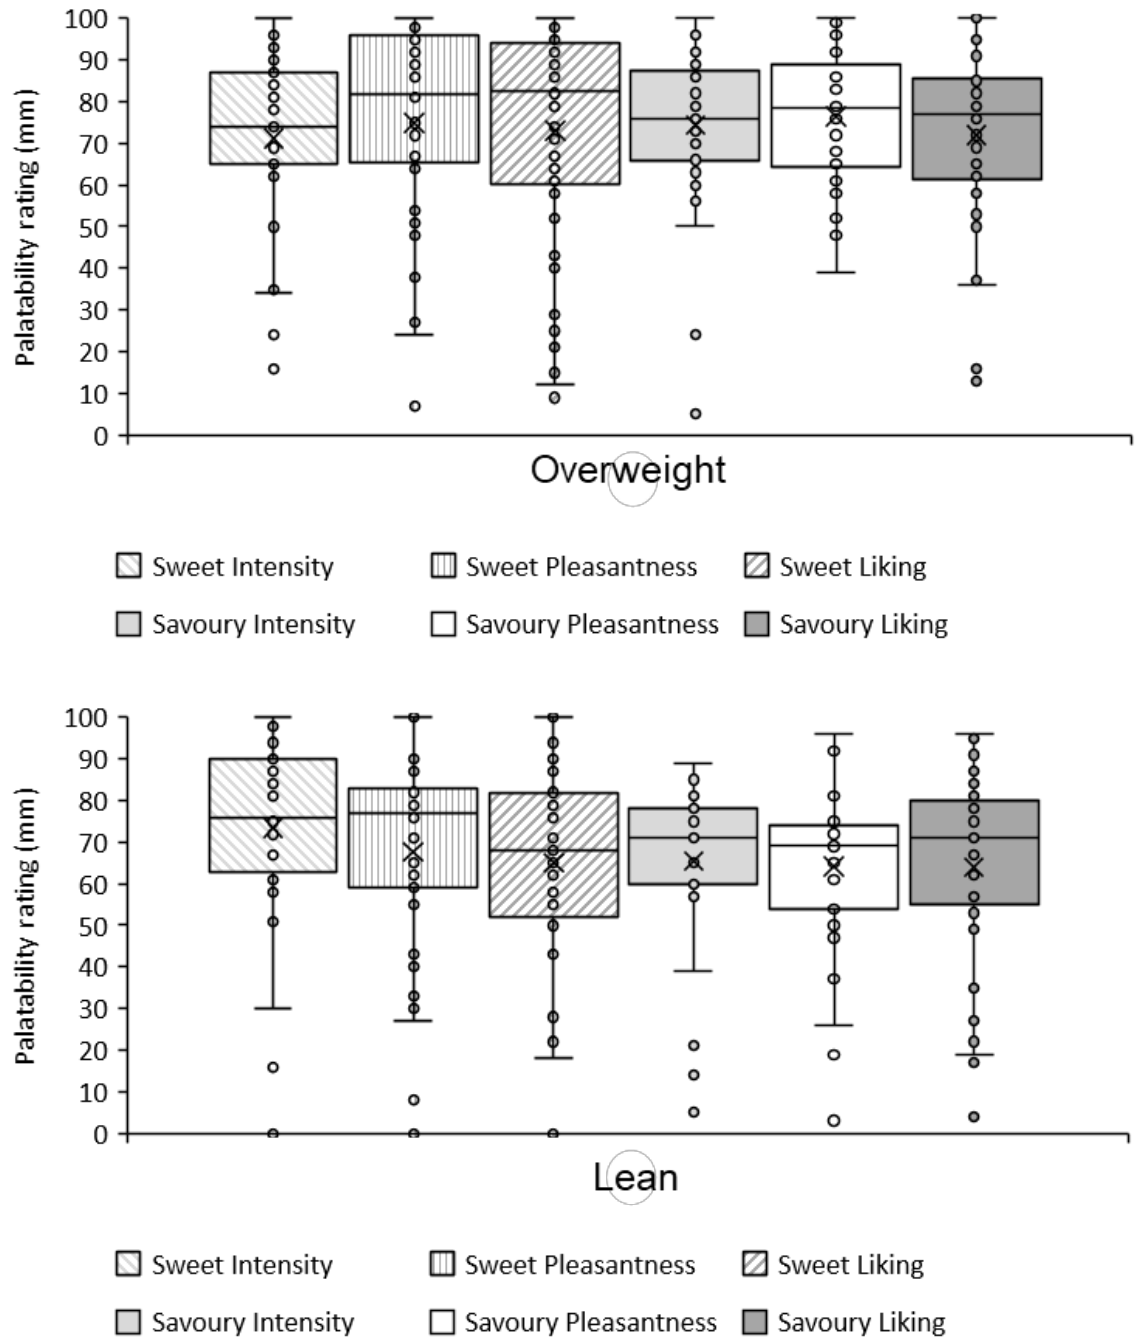 Palatability rating (mm)
100
90
80
70
60
50
40
30
20
10
0
Overweight
Sweet Intensity Sweet Pleasantness Sweet Liking
Savoury Intensity Savoury Pleasantness Savoury Liking
Palatability rating (mm)
100
90
80
70
60
50
40
30
20
10
0
Lean
Sweet Intensity Sweet Pleasantness Sweet Liking
Savoury Intensity Savoury Pleasantness Savoury Liking